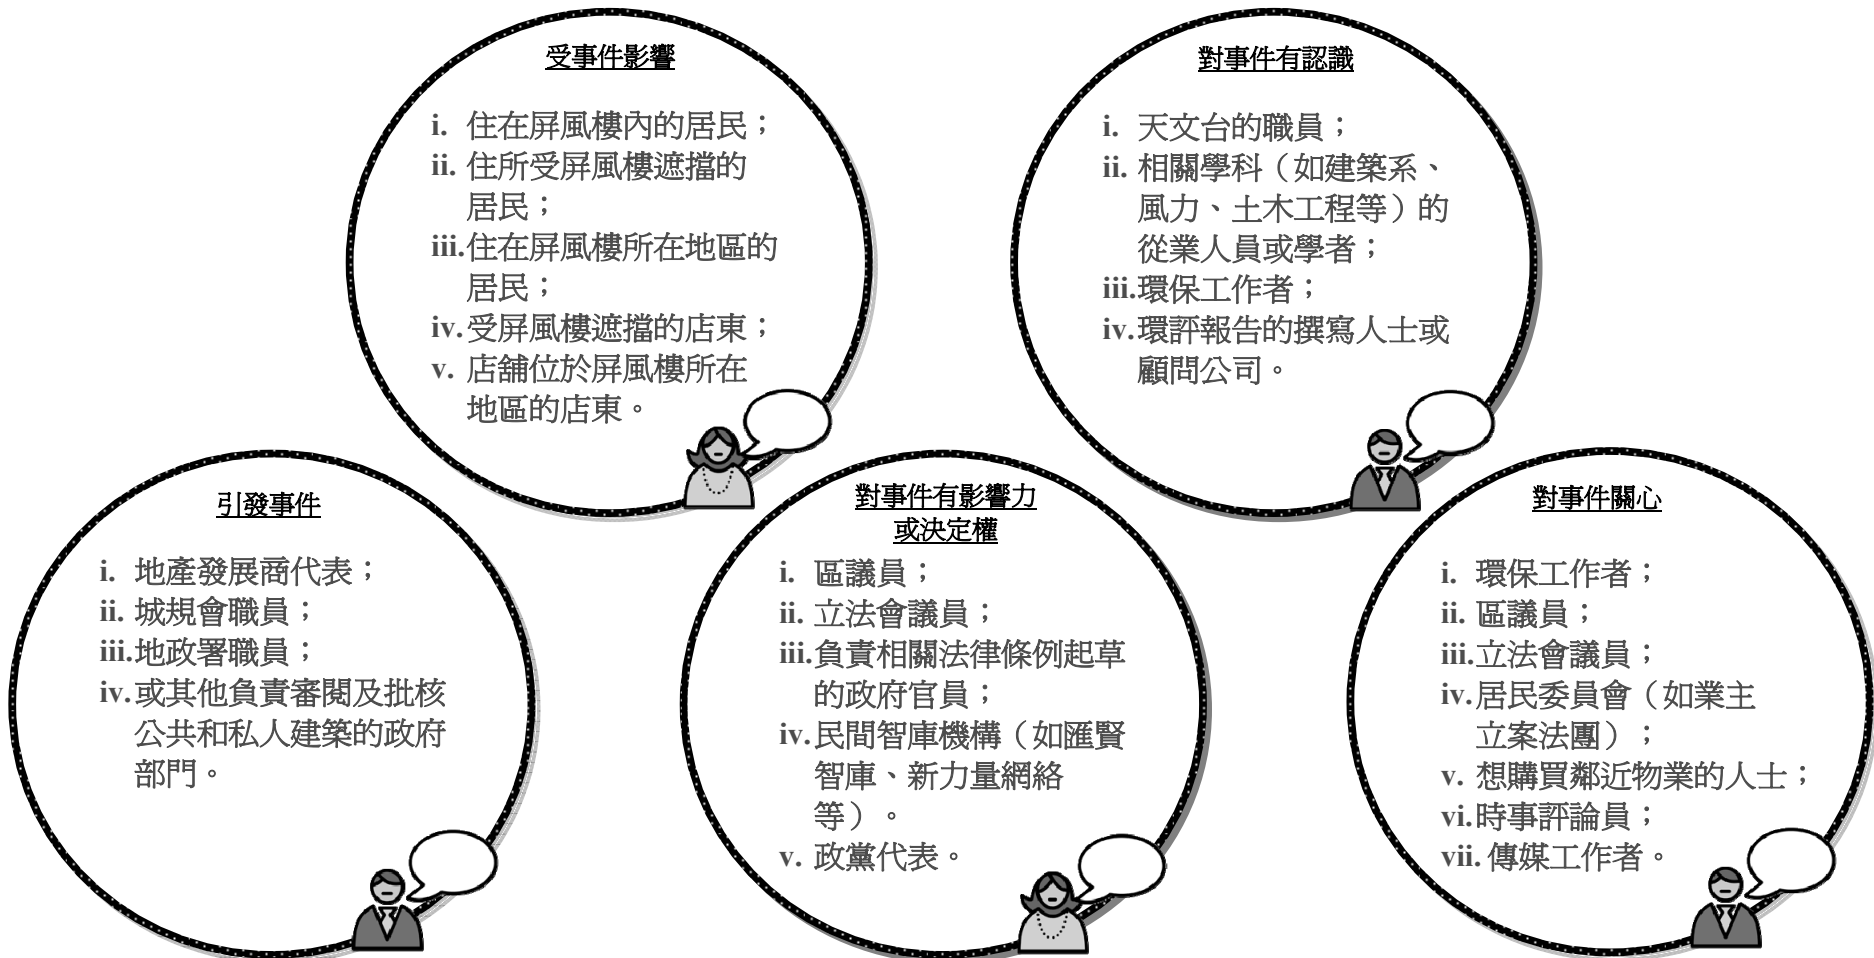 受事件影響
i. 住在屏風樓內的居民；
ii. 住所受屏風樓遮擋的
居民；
iii.住在屏風樓所在地區的
居民；
iv.受屏風樓遮擋的店東；
v. 店舖位於屏風樓所在
地區的店東。
對事件有認識
i. 天文台的職員；
ii. 相關學科（如建築系、
風力、土木工程等）的
從業人員或學者；
iii.環保工作者；
iv.環評報告的撰寫人士或
顧問公司。
引發事件
i. 地產發展商代表；
ii. 城規會職員；
iii.地政署職員；
iv.或其他負責審閱及批核
公共和私人建築的政府
部門。
對事件有影響力
或決定權
i. 區議員；
ii. 立法會議員；
iii.負責相關法律條例起草
的政府官員；
iv.民間智庫機構（如匯賢
智庫、新力量網絡
等）。
v. 政黨代表。
對事件關心
i. 環保工作者；
ii. 區議員；
iii.立法會議員；
iv.居民委員會（如業主
立案法團）；
v. 想購買鄰近物業的人士；
vi.時事評論員；
vii. 傳媒工作者。